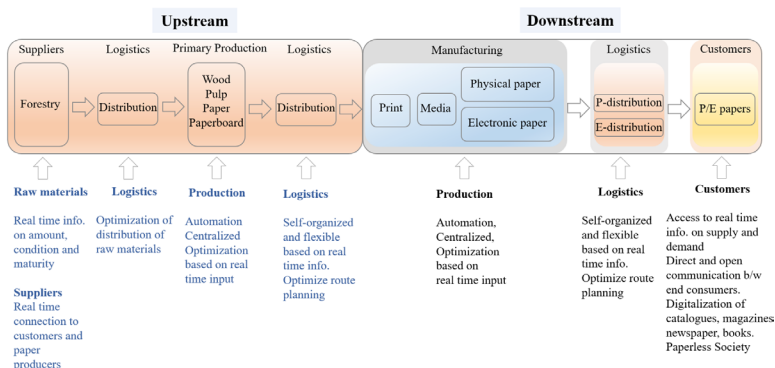 Upstream
Downstream
Suppliers
Logistics
Primary Production
Logistics
Manufacturing
Logistics
Customers
Forestry
Distribution
Wood
Pulp
Paper
Paperboard
Distribution
Print
Media
Physical paper
Electronic paper
P-distribution
E-distribution
P/E papers
Raw materials
Real time info.
on amount,
condition and
maturity
Suppliers
Real time
connection to
customers and
paper
producers
Logistics
Optimization of
distribution of
raw materials
Production
Automation
Centralized
Optimization
based on real
time input
Logistics
Self-organized
and flexible
based on real
time info.
Optimize route
planning
Production
Automation,
Centralized,
Optimization
based on
real time input
Logistics
Self-organized
and flexible
based on real
time info.
Optimize route
planning
Customers
Access to real time
info. on supply and
demand
Direct and open
communication b/w
end consumers.
Digitalization of
catalogues, magazines
newspaper, books.
Paperless Society